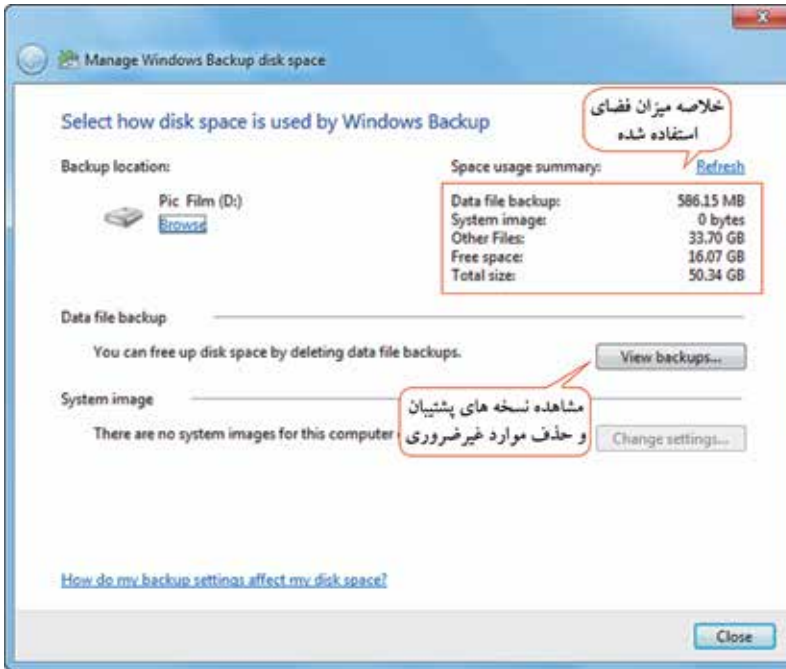 Manage Windows Backup disk space
Select how disk space is used by Windows Backup
خلاصه میزان فضای
استفاده شده
Backup location:
Pic Film (D:)
Browse
Space usage summary: Refresh
Data file backup: 586.15 MB
System image: 0 bytes
Other Files: 33.70 GB
Free space: 16.07 GB
Total size: 50.34 GB
Data file backup
You can free up disk space by deleting data file backups.
View backups...
System image
There are no system images for this computer
مشاهده نسخه های پشتیبان
و حذف موارد غیرضروری
Change settings...
How do my backup settings affect my disk space?
Close